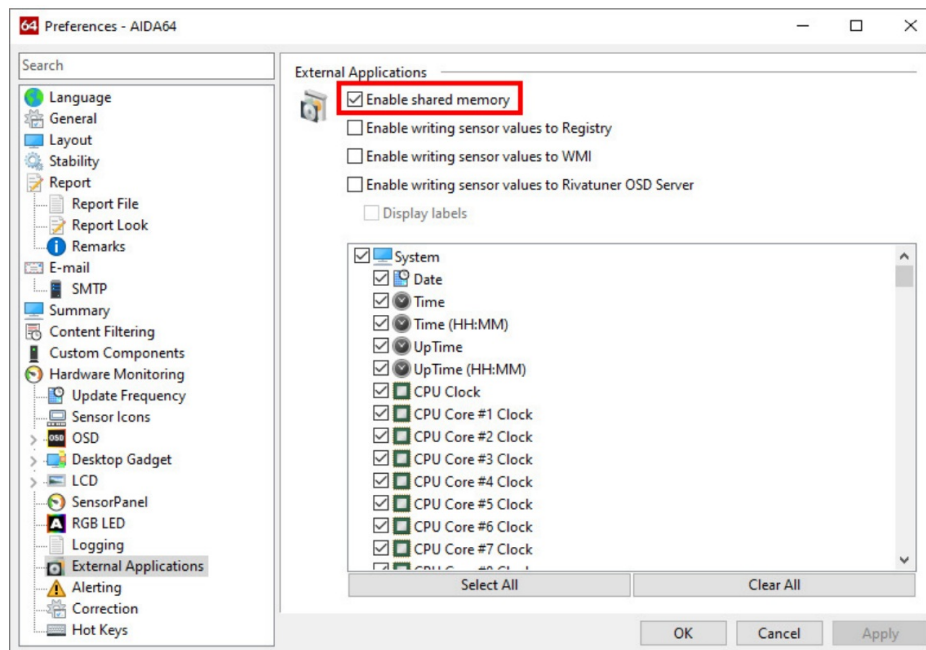 64 Preferences - AIDA64
Search
Language
General
Layout
Stability
Report
Report File
Report Look
Remarks
E-mail
SMTP
Summary
Content Filtering
Custom Components
Hardware Monitoring
Update Frequency
Sensor Icons
OSD
Desktop Gadget
LCD
SensorPanel
RGB LED
Logging
External Applications
Alerting
Correction
Hot Keys
External Applications
Enable shared memory
Enable writing sensor values to Registry
Enable writing sensor values to WMI
Enable writing sensor values to Rivatuner OSD Server
Display labels
System
Date
Time
Time (HH:MM)
UpTime
UpTime (HH:MM)
CPU Clock
CPU Core #1 Clock
CPU Core #2 Clock
CPU Core #3 Clock
CPU Core #4 Clock
CPU Core #5 Clock
CPU Core #6 Clock
CPU Core #7 Clock
Select All
Clear All
OK
Cancel
Apply